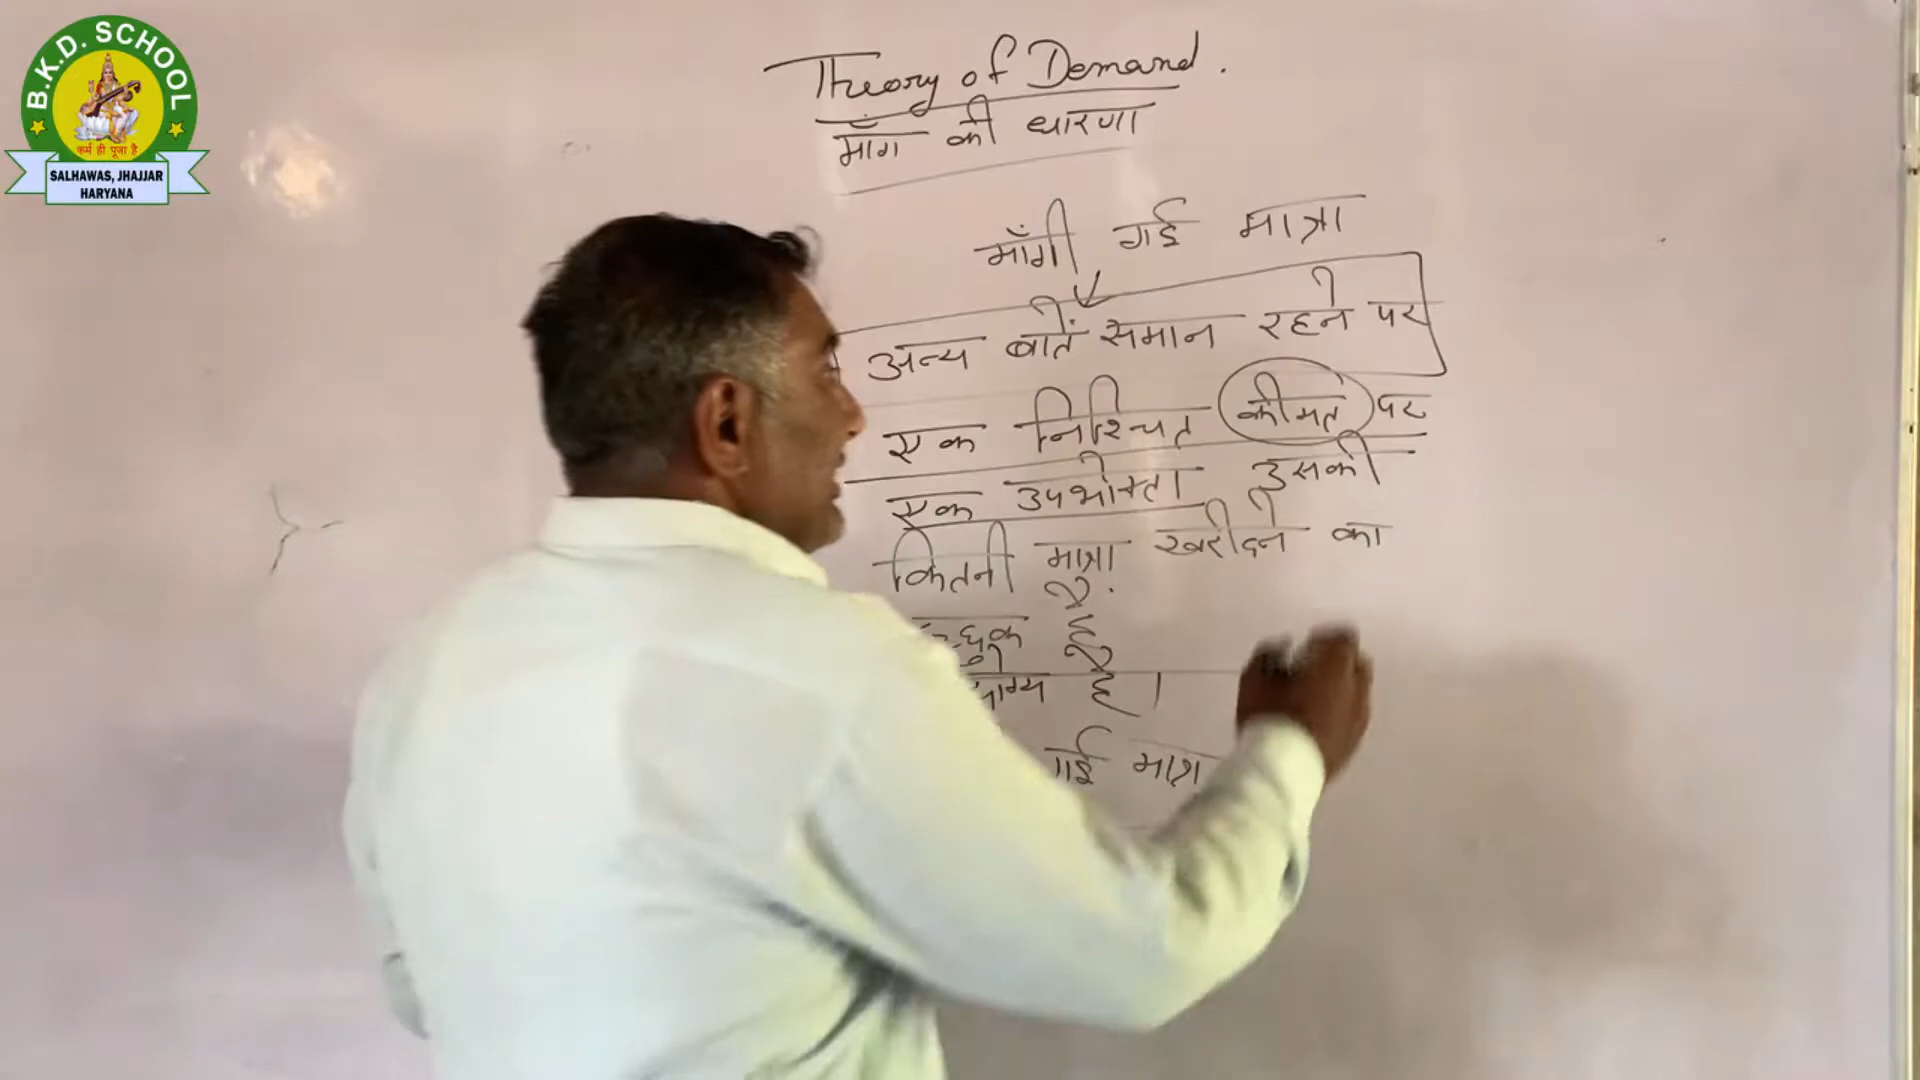 B.K.D. SCHOOL
कर्म ही पूजा है
SALHAWAS, JHAJJAR
HARYANA
Theory of Demand.
माँग की धारणा
माँगी गई मात्रा
अन्य बातें समान रहने पर
एक निश्चित कीमत पर
एक उपभोक्ता उसकी
कितनी मात्रा खरीदने का
है
है।
गई मात्रा